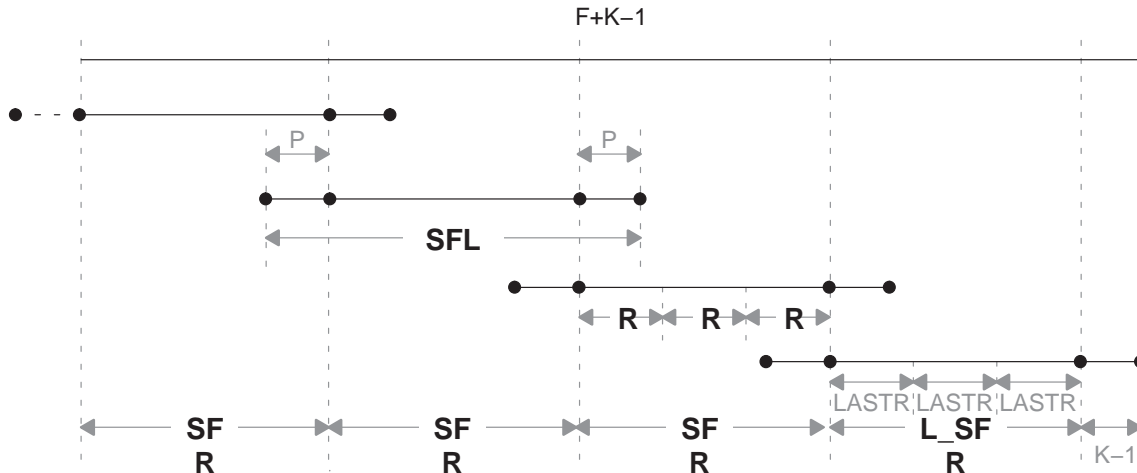 F+K−1
P P
SFL
R R R
LASTR LASTR LASTR
SF SF SF L_SF
R R R R K−1